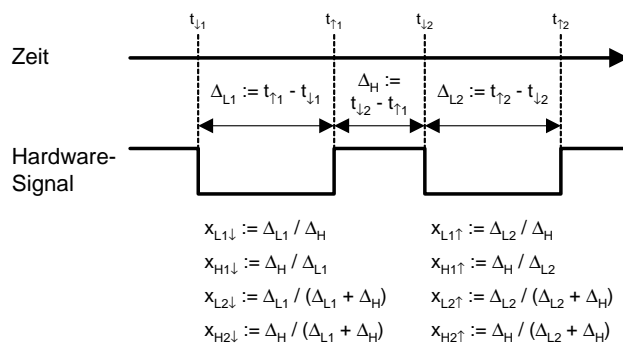 t↓1 t↑1 t↓2 t↑2
Zeit
ΔL1 := t↑1 - t↓1
ΔH :=
t↓2 - t↑1
ΔL2 := t↑2 - t↓2
Hardware-
Signal
xL1↓ := ΔL1 / ΔH
xH1↓ := ΔH / ΔL1
xL2↓ := ΔL1 / (ΔL1 + ΔH)
xH2↓ := ΔH / (ΔL1 + ΔH)
xL1↑ := ΔL2 / ΔH
xH1↑ := ΔH / ΔL2
xL2↑ := ΔL2 / (ΔL2 + ΔH)
xH2↑ := ΔH / (ΔL2 + ΔH)